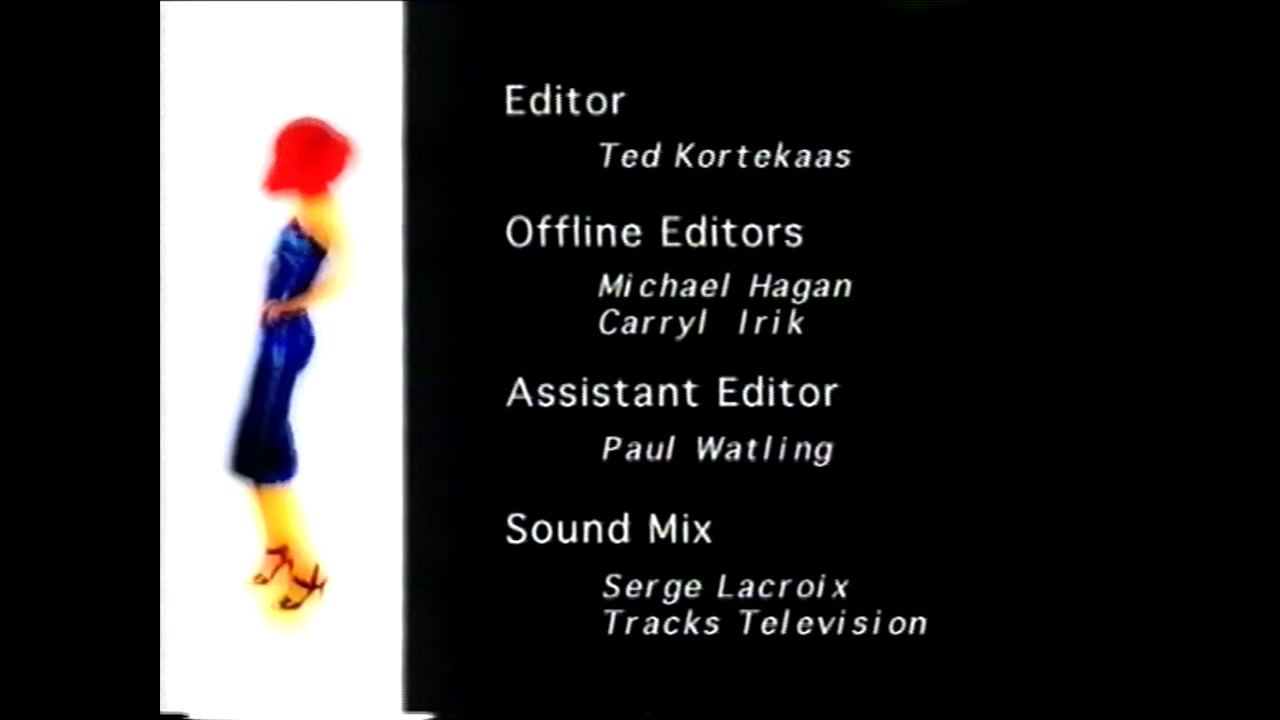 Editor
Ted Kortekaas
Offline Editors
Michael Hagan
Carryl Irik
Assistant Editor
Paul Watling
Sound Mix
Serge Lacroix
Tracks Television